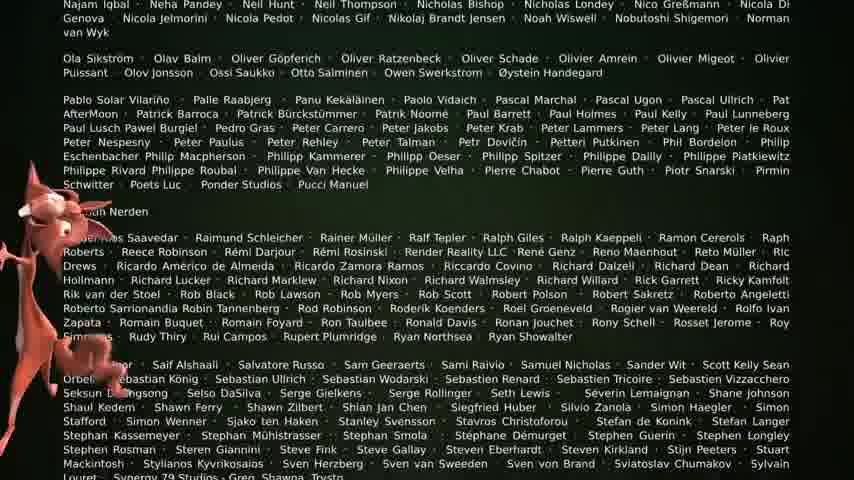 Najam Iqbal · Neha Pandey · Neil Hunt · Neil Thompson · Nicholas Bishop · Nicholas Londey · Nico Greßmann · Nicola Di
Genova · Nicola Jelmorini · Nicola Pedot · Nicolas Gif · Nikolaj Brandt Jensen · Noah Wiswell · Nobutoshi Shigemori · Norman
van Wyk
Ola Sikström · Olav Balm · Oliver Göpferich · Oliver Ratzenbeck · Oliver Schade · Olivier Amrein · Olivier Migeot · Olivier
Puissant · Olov Jonsson · Ossi Saukko · Otto Salminen · Owen Swerkstrom · Øystein Handegard
Pablo Solar Vilariño · Palle Raabjerg · Panu Kekäläinen · Paolo Vidaich · Pascal Marchal · Pascal Ugon · Pascal Ullrich · Pat
AfterMoon · Patrick Barroca · Patrick Bürckstümmer · Patrik Noormé · Paul Barrett · Paul Holmes · Paul Kelly · Paul Lunneberg
Paul Lusch Pawel Burgiel · Pedro Gras · Peter Carrero · Peter Jakobs · Peter Krab · Peter Lammers · Peter Lang · Peter le Roux
Peter Nespesny · Peter Paulus · Peter Rehley · Peter Talman · Petr Dovičín · Petteri Putkinen · Phil Bordelon · Philip
Eschenbacher Philip Macpherson · Philipp Kammerer · Philipp Oeser · Philipp Spitzer · Philippe Dailly · Philippe Piatkiewitz
Philippe Rivard Philippe Roubal · Philippe Van Hecke · Philippe Velha · Pierre Chabot · Pierre Guth · Piotr Snarski · Pirmin
Schwitter · Poets Luc · Ponder Studios · Pucci Manuel
Nerden
Saavedar · Raimund Schleicher · Rainer Müller · Ralf Tepler · Ralph Giles · Ralph Kaeppeli · Ramon Cererols · Raph
Roberts · Reece Robinson · Rémi Darjour · Rémi Rosinski · Render Reality LLC · René Genz · Reno Maenhout · Reto Müller · Ric
Drews · Ricardo Américo de Almeida · Ricardo Zamora Ramos · Riccardo Covino · Richard Dalzell · Richard Dean · Richard
Hollmann · Richard Lucker · Richard Marklew · Richard Nixon · Richard Walmsley · Richard Willard · Rick Garrett · Ricky Kamfolt
Rik van der Stoel · Rob Black · Rob Lawson · Rob Myers · Rob Scott · Robert Polson · Robert Sakretz · Roberto Angeletti
Roberto Sarrionandia Robin Tannenberg · Rod Robinson · Roderik Koenders · Roel Groeneveld · Rogier van Weereld · Rolfo Ivan
Zapata · Romain Buquet · Romain Foyard · Ron Taulbee · Ronald Davis · Ronan Jouchet · Rony Schell · Rosset Jerome · Roy
Rudy Thiry · Rui Campos · Rupert Plumridge · Ryan Northsea · Ryan Showalter
Saif Alshaali · Salvatore Russo · Sam Geeraerts · Sami Raivio · Samuel Nicholas · Sander Wit · Scott Kelly Sean
Sebastian König · Sebastian Ullrich · Sebastian Wodarski · Sebastien Renard · Sebastien Tricoire · Sebastien Vizzacchero
Seksun · Selso DaSilva · Serge Gielkens · Serge Rollinger · Seth Lewis · Séverin Lemaignan · Shane Johnson
Shaul Kedem · Shawn Ferry · Shawn Zilbert · Shian Jan Chen · Siegfried Huber · Silvio Zanola · Simon Haegler · Simon
Stafford · Simon Wenner · Sjako ten Haken · Stanley Svensson · Stavros Christoforou · Stefan de Konink · Stefan Langer
Stephan Kassemeyer · Stephan Mühlstrasser · Stephan Smola · Stéphane Démurget · Stephen Guerin · Stephen Longley
Stephen Rosman · Steren Giannini · Steve Fink · Steve Gallay · Steven Eberhardt · Steven Kirkland · Stijn Peeters · Stuart
Mackintosh · Stylianos Kyvrikosaios · Sven Herzberg · Sven van Sweeden · Sven von Brand · Sviatoslav Chumakov · Sylvain
Louret · Synergy 79 Studios - Greg, Shawna, Trystn